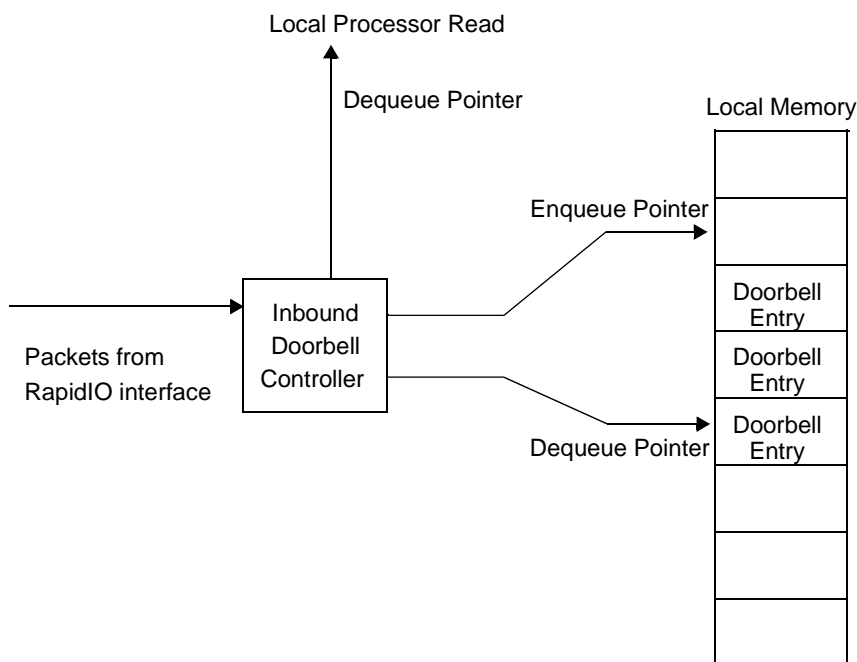 Local Processor Read
Dequeue Pointer
Local Memory
Enqueue Pointer
Inbound
Doorbell
Controller
Packets from
RapidIO interface
Doorbell
Entry
Doorbell
Entry
Doorbell
Entry
Dequeue Pointer